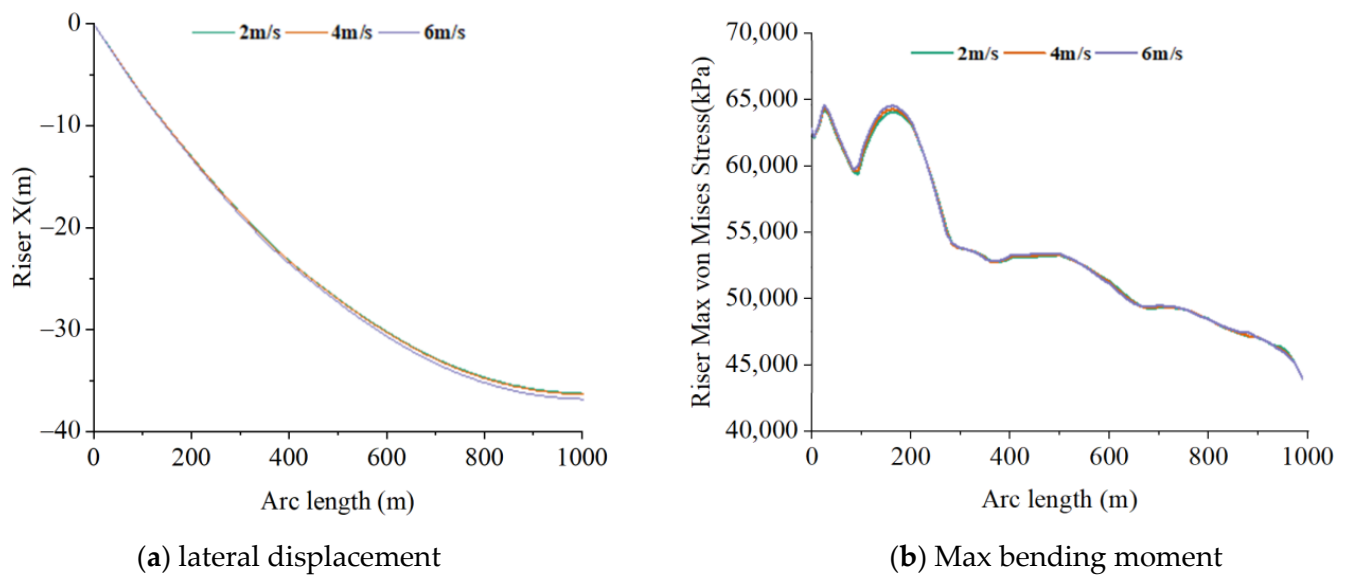 0
–10
–20
–30
–40
Riser X(m)
2m/s 4m/s 6m/s
0 200 400 600 800 1000
Arc length (m)
(a) lateral displacement
70,000
65,000
60,000
55,000
50,000
45,000
40,000
Riser Max von Mises Stress(kPa)
2m/s 4m/s 6m/s
0 200 400 600 800 1000
Arc length (m)
(b) Max bending moment